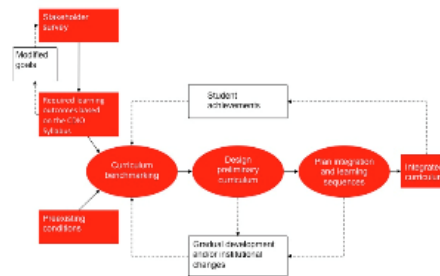 Stakeholder
survey
Modified
goals
Required learning
outcomes based
on the CDIO
Syllabus
Student
achievements
Curriculum
benchmarking
Design
preliminary
curriculum
Plan integration
and learning
sequences
Integrated
curriculum
Preexisting
conditions
Gradual development
and/or institutional
changes